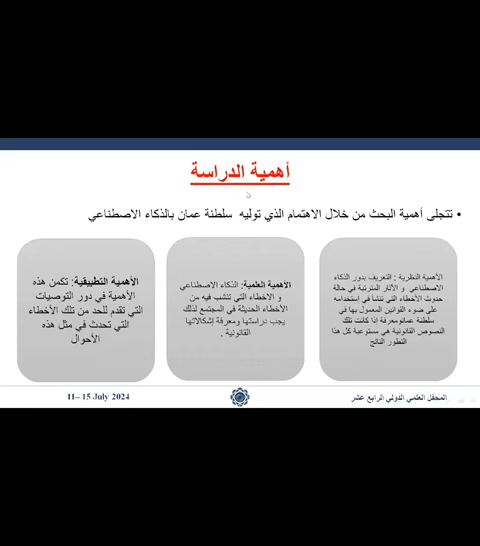 أهمية الدراسة
• تتجلى أهمية البحث من خلال الاهتمام الذي توليه سلطنة عمان بالذكاء الاصطناعي
الأهمية النظرية : التعريف بدور الذكاء
الاصطناعي و الآثار المترتبة في حالة
حدوث الأخطاء التي تنشأ في استخدامه
على ضوء القوانين المعمول بها في
سلطنة عمانومعرفة اذا كانت تلك
النصوص القانونية هي مستوعبة كل هذا
التطور الناتج
الأهمية العلمية: الذكاء الاصطناعي
و الاخطاء التي تتشب فيه من
الأخطاء الحديثة في المجتمع لذلك
يجب دراستها ومعرفة إشكالاتها
القانونية .
الأهمية التطبيقية: تكمن هذه
الأهمية في دور التوصيات
التي تقدم للحد من تلك الأخطاء
التي تحدث في مثل هذه
الأحوال
المحفل العلمي الدولي الرابع عشر
11– 15 July 2024